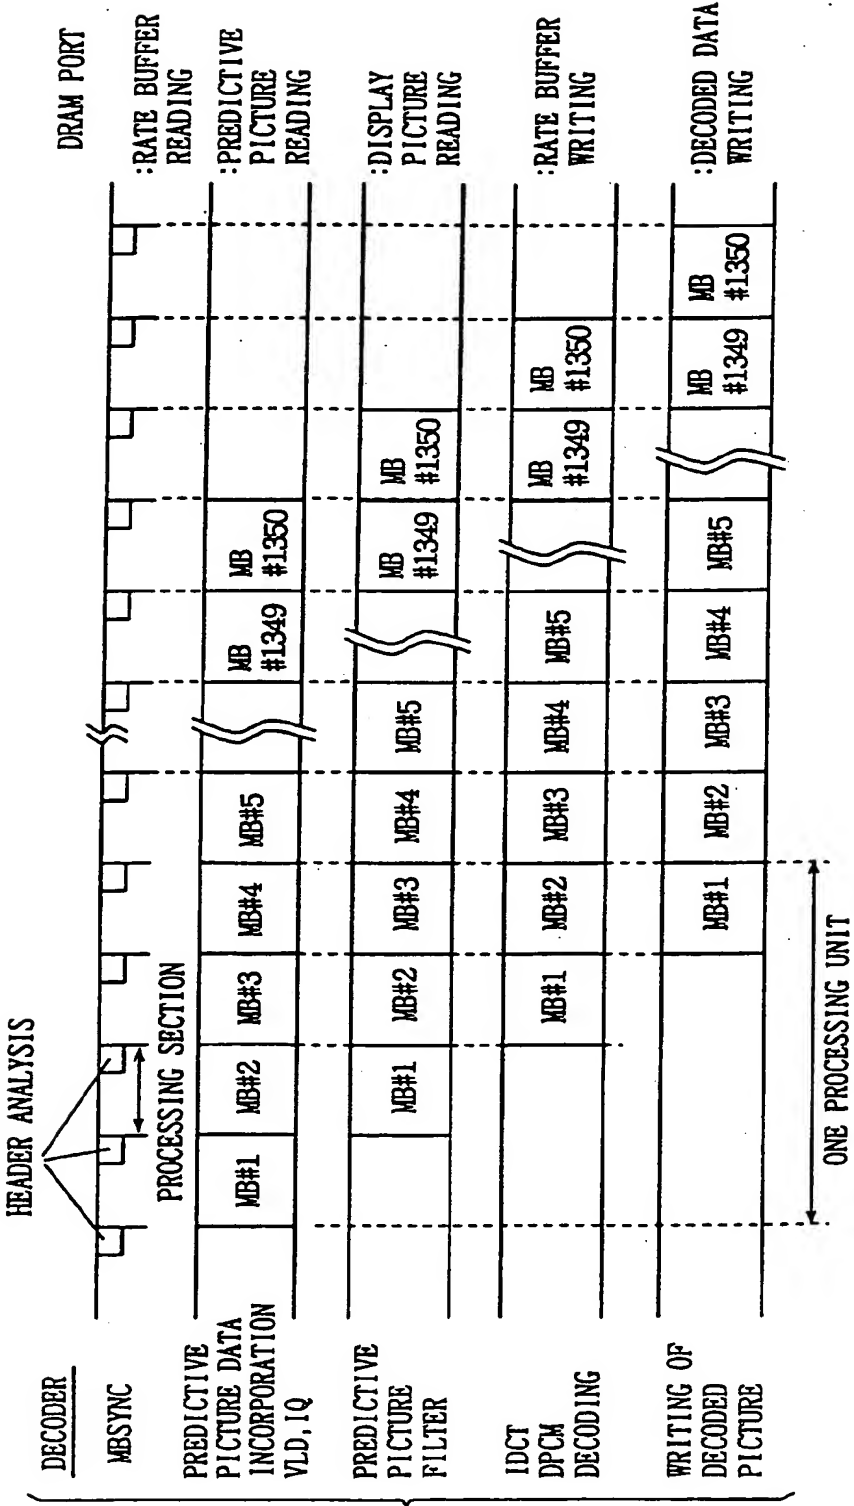 HEADER ANALYSIS
DECODER
DRAM PORT
MBSYNC
PROCESSING SECTION
:RATE BUFFER
READING
PREDICTIVE
PICTURE DATA
INCORPORATION
VLD, IQ
MB#1
MB#2
MB#3
MB#4
MB#5
MB
#1349
MB
#1350
:PREDICTIVE
PICTURE
READING
PREDICTIVE
PICTURE
FILTER
MB#1
MB#2
MB#3
MB#4
MB#5
MB
#1349
MB
#1350
:DISPLAY
PICTURE
READING
IDCT
DPCM
DECODING
MB#1
MB#2
MB#3
MB#4
MB#5
MB
#1349
MB
#1350
:RATE BUFFER
WRITING
WRITING OF
DECODED
PICTURE
MB#1
MB#2
MB#3
MB#4
MB#5
MB
#1349
MB
#1350
:DECODED DATA
WRITING
ONE PROCESSING UNIT